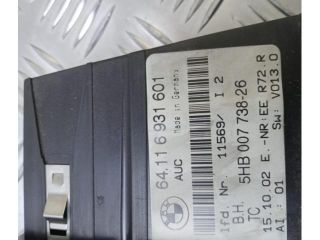 64.11 6 931 601
Made in Germany
AUC
lfd. Nr. 11569/ I 2
B.H. 5HB 007 738-26
TC
15.10.02 E.-NR:EE R72.R
AI.: 01 SW: V013.0